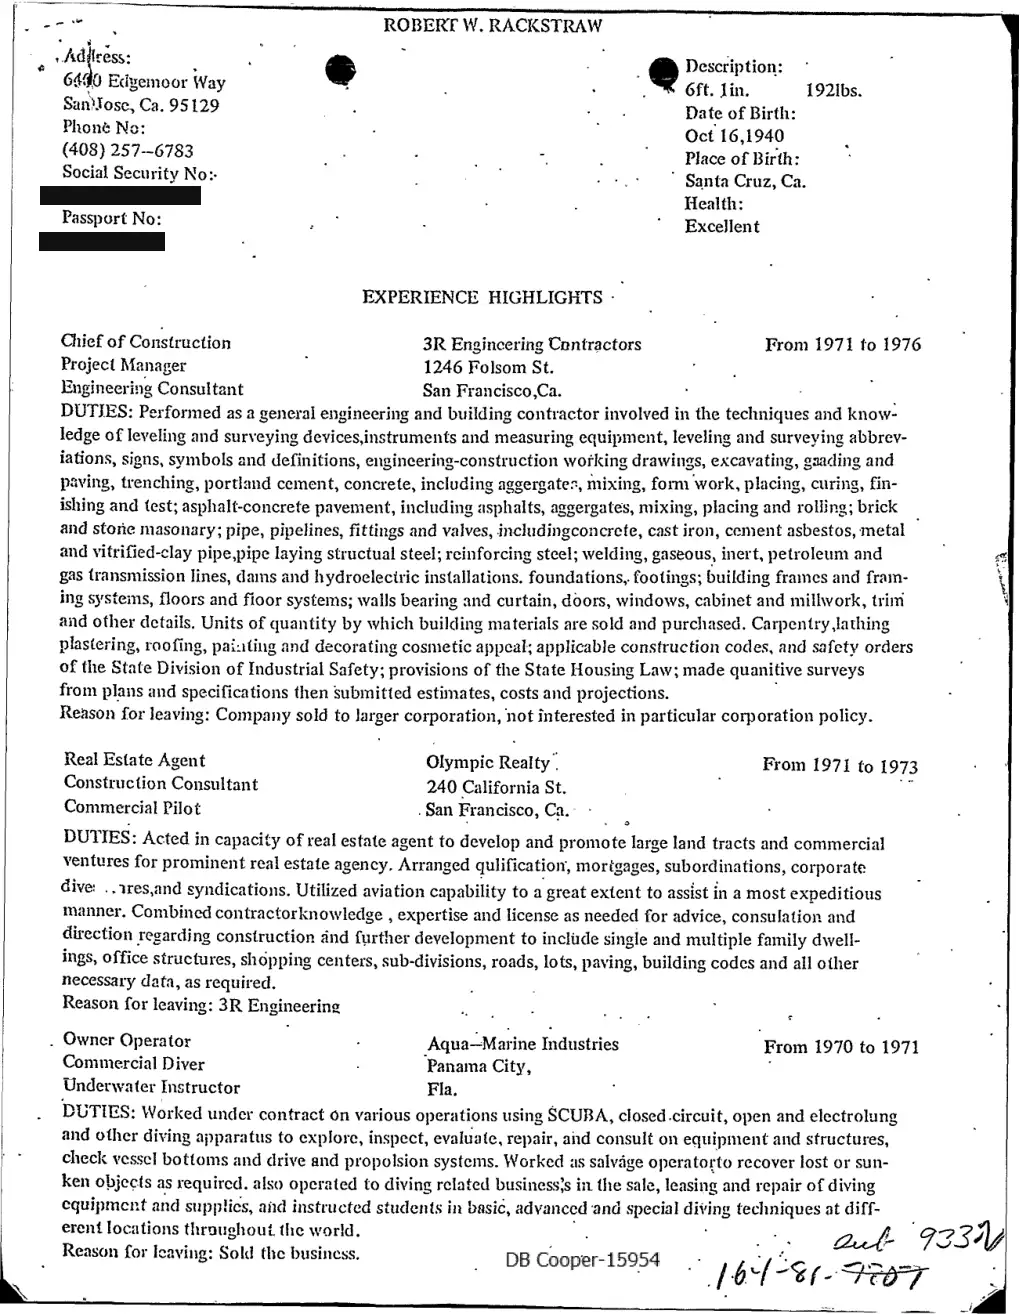 ROBERT W. RACKSTRAW
Address:
Edgemoor Way
San Jose, Ca. 95129
Phone No:
(408) 257-6783
Social Security No:
Passport No:
Description:
6ft. 1in. 192lbs.
Date of Birth:
Oct 16,1940
Place of Birth:
Santa Cruz, Ca.
Health:
Excellent
EXPERIENCE HIGHLIGHTS
Chief of Construction 3R Engineering Contractors From 1971 to 1976
Project Manager 1246 Folsom St.
Engineering Consultant San Francisco,Ca.
DUTIES: Performed as a general engineering and building contractor involved in the techniques and know-
ledge of leveling and surveying devices,instruments and measuring equipment, leveling and surveying abbrev-
iations, signs, symbols and definitions, engineering-construction working drawings, excavating, gaading and
paving, trenching, portland cement, concrete, including aggergates, mixing, form work, placing, curing, fin-
ishing and test; asphalt-concrete pavement, including asphalts, aggergates, mixing, placing and rolling; brick
and stone masonary; pipe, pipelines, fittings and valves, includingconcrete, cast iron, cement asbestos, metal
and vitrified-clay pipe,pipe laying structual steel; reinforcing steel; welding, gaseous, inert, petroleum and
gas transmission lines, dams and hydroelectric installations. foundations, footings; building frames and fram-
ing systems, floors and floor systems; walls bearing and curtain, doors, windows, cabinet and millwork, trim
and other details. Units of quantity by which building materials are sold and purchased. Carpentry,lathing
plastering, roofing, painting and decorating cosmetic appeal; applicable construction codes, and safety orders
of the State Division of Industrial Safety; provisions of the State Housing Law; made quanitive surveys
from plans and specifications then submitted estimates, costs and projections.
Reason for leaving: Company sold to larger corporation, not interested in particular corporation policy.
Real Estate Agent Olympic Realty From 1971 to 1973
Construction Consultant 240 California St.
Commercial Pilot San Francisco, Ca.
DUTIES: Acted in capacity of real estate agent to develop and promote large land tracts and commercial
ventures for prominent real estate agency. Arranged qulification, mortgages, subordinations, corporate
and syndications. Utilized aviation capability to a great extent to assist in a most expeditious
manner. Combined contractorknowledge , expertise and license as needed for advice, consulation and
direction regarding construction and further development to include single and multiple family dwell-
ings, office structures, shopping centers, sub-divisions, roads, lots, paving, building codes and all other
necessary data, as required.
Reason for leaving: 3R Engineering
Owner Operator Aqua-Marine Industries From 1970 to 1971
Commercial Diver Panama City,
Underwater Instructor Fla.
DUTIES: Worked under contract on various operations using SCUBA, closed circuit, open and electrolung
and other diving apparatus to explore, inspect, evaluate, repair, and consult on equipment and structures,
check vessel bottoms and drive and propolsion systems. Worked as salvage operatorto recover lost or sun-
ken objects as required. also operated to diving related business's in the sale, leasing and repair of diving
equipment and supplies, and instructed students in basic, advanced and special diving techniques at diff-
erent locations throughout the world.
Reason for leaving: Sold the business.
DB Cooper-15954
sub 9332
164-81-